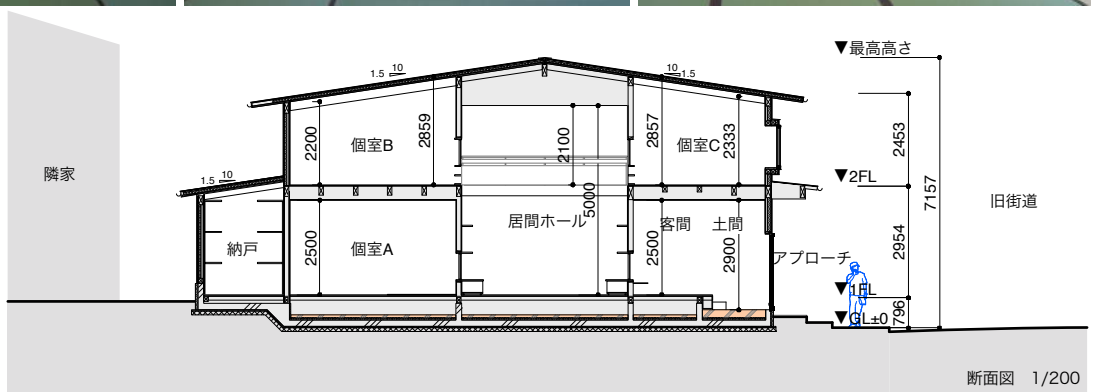 ▼最高高さ
1.5 10
10 1.5
2200
個室B
2859
2100
2857
個室C
2333
2453
7157
隣家
1.5 10
▼2FL
旧街道
納戸
2500
個室A
居間ホール
5000
客間
土間
2500
2900
2954
アプローチ
▼1FL
796
▼GL±0
断面図 1/200